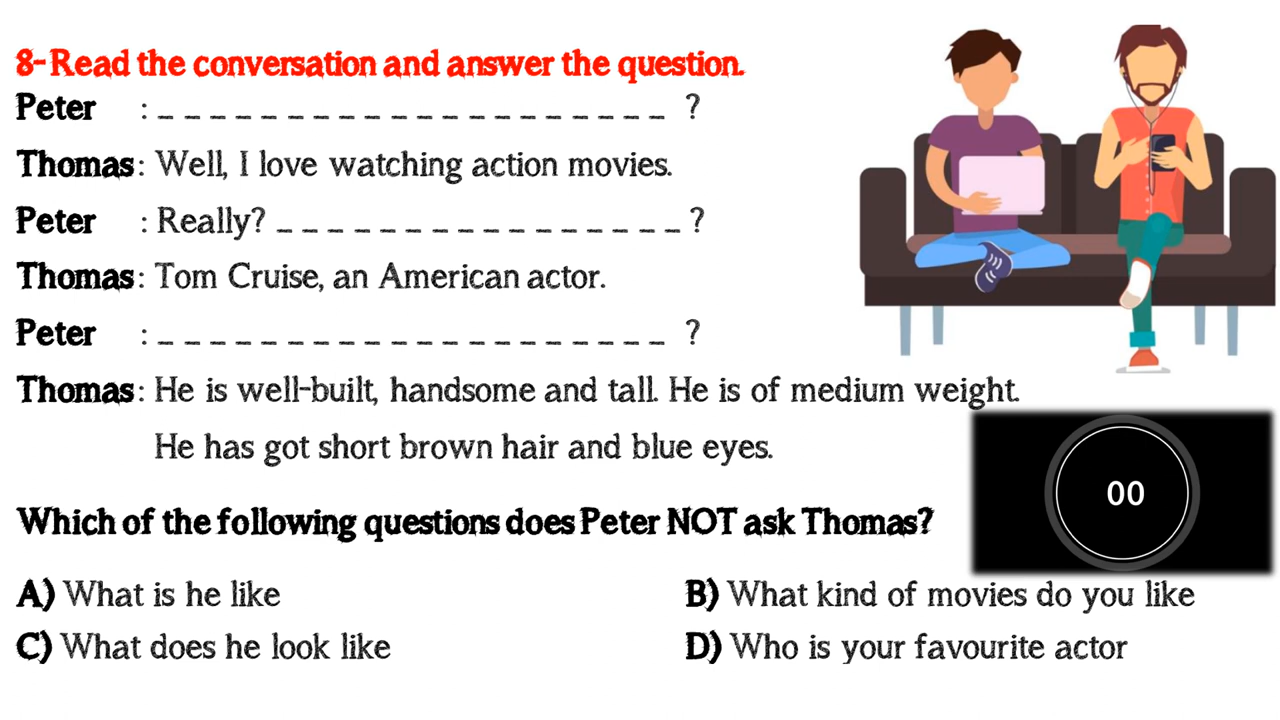 8-Read the conversation and answer the question.
Peter : _ _ _ _ _ _ _ _ _ _ _ _ _ _ _ _ _ _ _ _ ?
Thomas: Well, I love watching action movies.
Peter : Really? _ _ _ _ _ _ _ _ _ _ _ _ _ _ _ _?
Thomas: Tom Cruise, an American actor.
Peter : _ _ _ _ _ _ _ _ _ _ _ _ _ _ _ _ _ _ _ _ ?
Thomas: He is well-built, handsome and tall. He is of medium weight.
He has got short brown hair and blue eyes.
00
Which of the following questions does Peter NOT ask Thomas?
A) What is he like
B) What kind of movies do you like
C) What does he look like
D) Who is your favourite actor